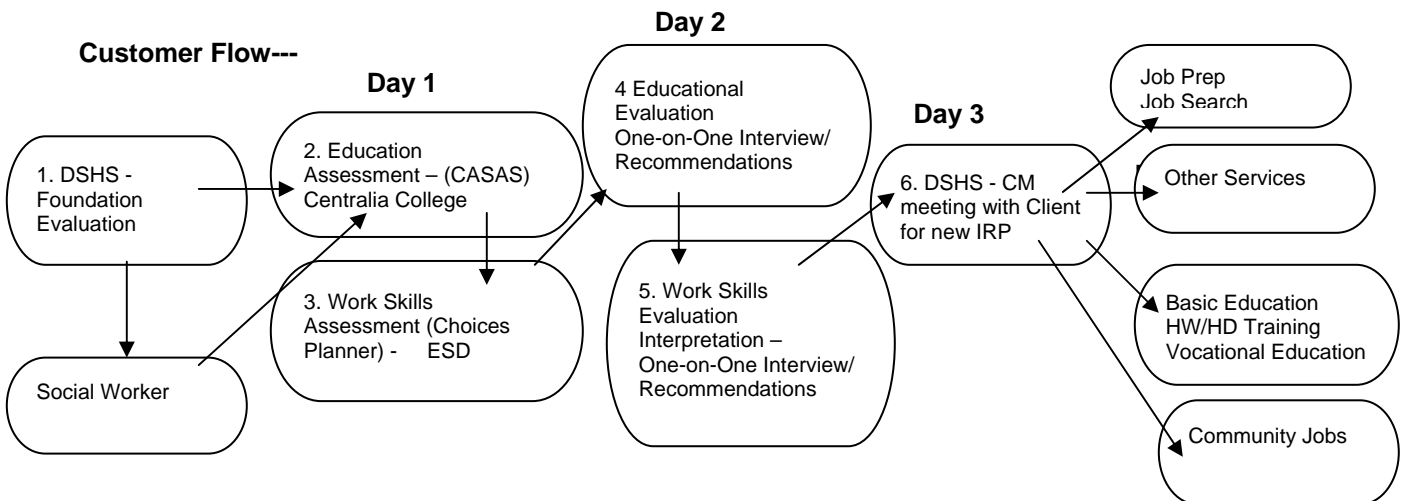 Customer Flow---
Day 1
Day 2
Day 3
1. DSHS -
Foundation
Evaluation
Social Worker
2. Education
Assessment – (CASAS)
Centralia College
3. Work Skills
Assessment (Choices
Planner) - ESD
4 Educational
Evaluation
One-on-One Interview/
Recommendations
5. Work Skills
Evaluation
Interpretation –
One-on-One Interview/
Recommendations
6. DSHS - CM
meeting with Client
for new IRP
Job Prep
Job Search
Other Services
Basic Education
HW/HD Training
Vocational Education
Community Jobs